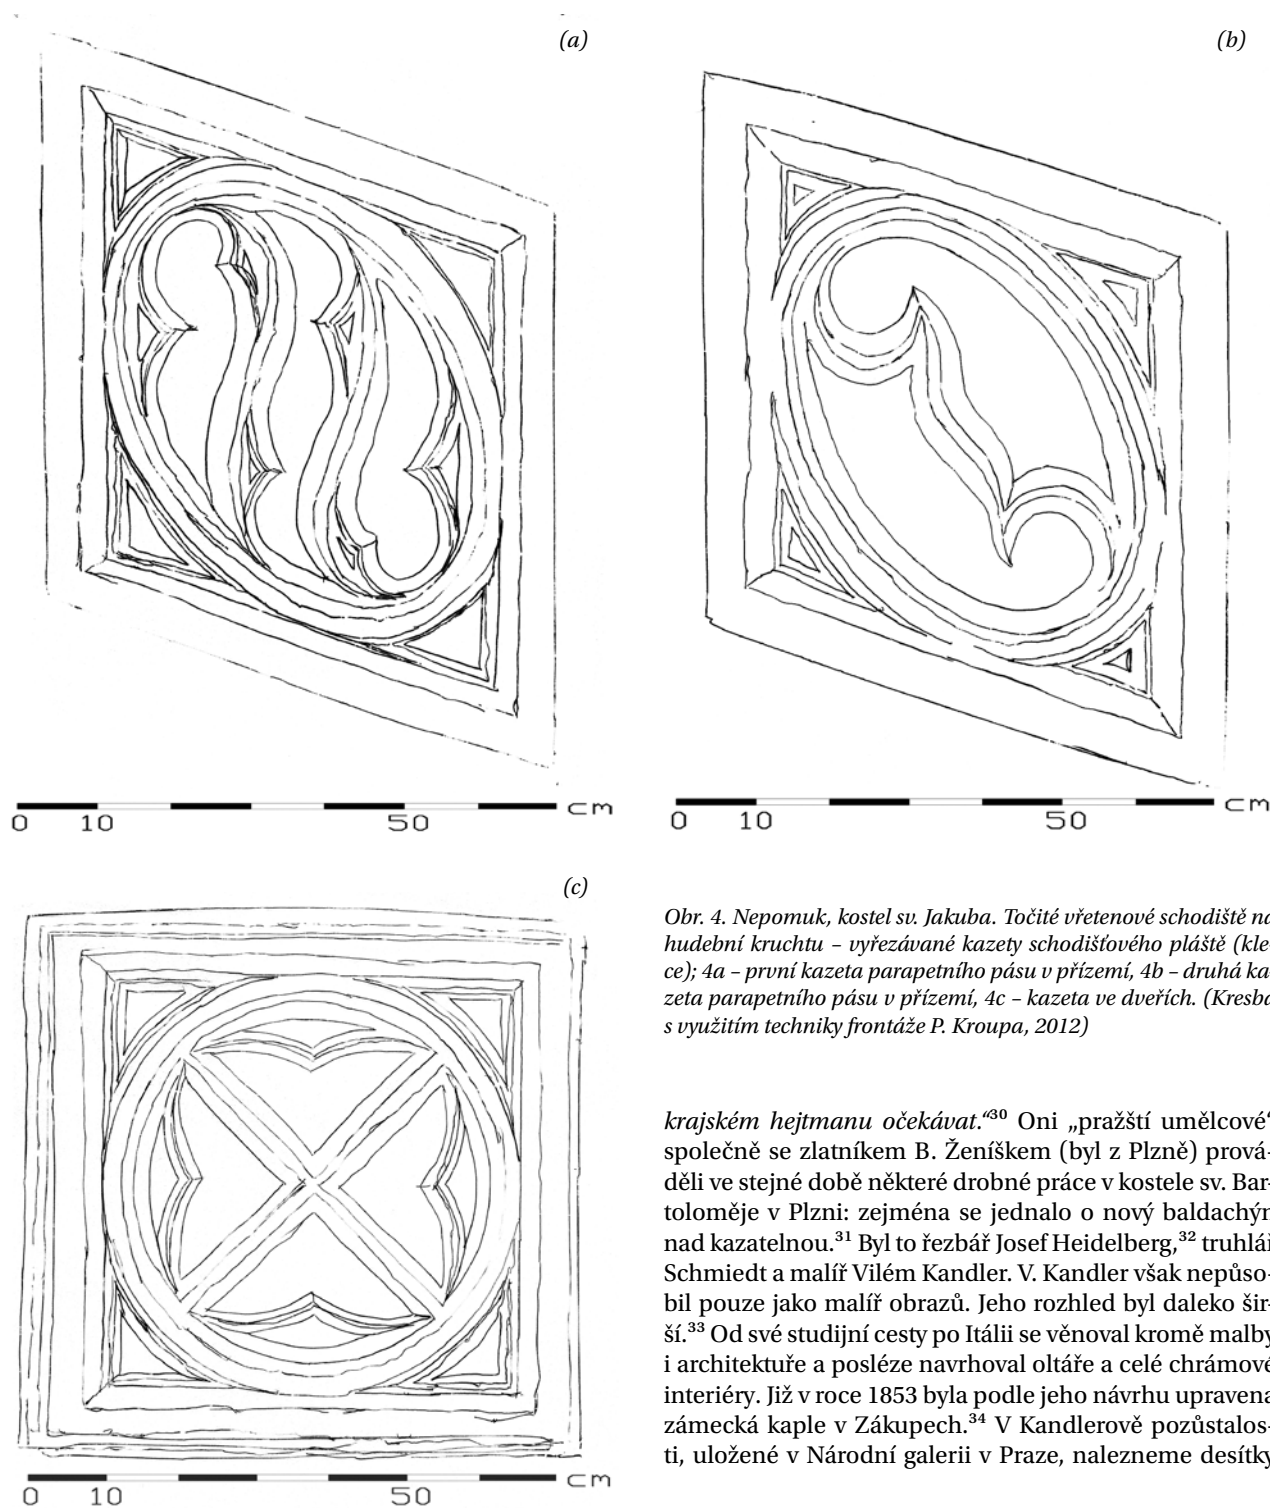 (a)
(b)
cm
0 10 50
cm
0 10 50
(c)
cm
0 10 50
Obr. 4. Nepomuk, kostel sv. Jakuba. Točité vřetenové schodiště na
hudební kruchtu – vyřezávané kazety schodišťového pláště (kle-
ce); 4a – první kazeta parapetního pásu v přízemí, 4b – druhá ka-
zeta parapetního pásu v přízemí, 4c – kazeta ve dveřích. (Kresba
s využitím techniky frontáže P. Kroupa, 2012)
krajském hejtmanu očekávat.“³⁰ Oni „pražští umělcové“
společně se zlatníkem B. Ženíškem (byl z Plzně) prová-
děli ve stejné době některé drobné práce v kostele sv. Bar-
toloměje v Plzni: zejména se jednalo o nový baldachýn
nad kazatelnou.³¹ Byl to řezbář Josef Heidelberg,³² truhlář
Schmiedt a malíř Vilém Kandler. V. Kandler však nepůso-
bil pouze jako malíř obrazů. Jeho rozhled byl daleko šir-
ší.³³ Od své studijní cesty po Itálii se věnoval kromě malby
i architektuře a posléze navrhoval oltáře a celé chrámové
interiéry. Již v roce 1853 byla podle jeho návrhu upravena
zámecká kaple v Zákupech.³⁴ V Kandlerově pozůstalos-
ti, uložené v Národní galerii v Praze, nalezneme desítky